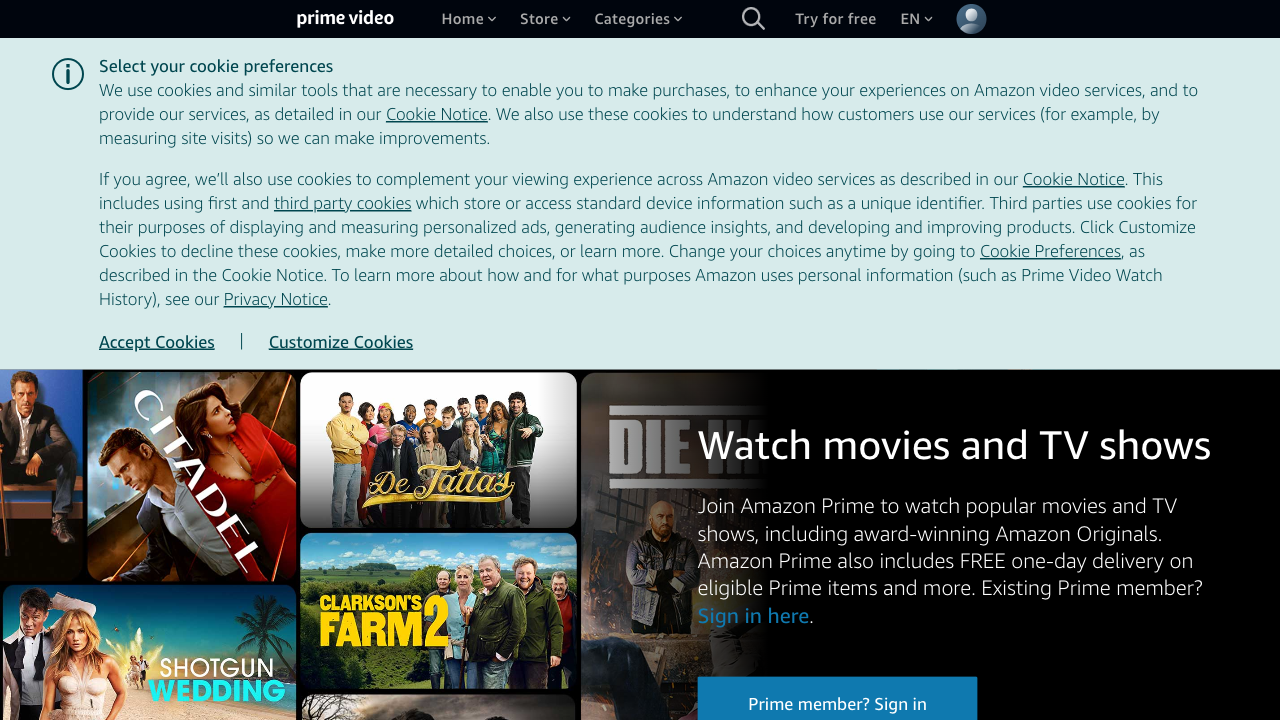 prime video
Home
Store
Categories
Try for free
EN
Select your cookie preferences
We use cookies and similar tools that are necessary to enable you to make purchases, to enhance your experiences on Amazon video services, and to
provide our services, as detailed in our Cookie Notice. We also use these cookies to understand how customers use our services (for example, by
measuring site visits) so we can make improvements.
If you agree, we’ll also use cookies to complement your viewing experience across Amazon video services as described in our Cookie Notice. This
includes using first and third party cookies which store or access standard device information such as a unique identifier. Third parties use cookies for
their purposes of displaying and measuring personalized ads, generating audience insights, and developing and improving products. Click Customize
Cookies to decline these cookies, make more detailed choices, or learn more. Change your choices anytime by going to Cookie Preferences, as
described in the Cookie Notice. To learn more about how and for what purposes Amazon uses personal information (such as Prime Video Watch
History), see our Privacy Notice.
Accept Cookies
Customize Cookies
CITADEL
De Tatta's
DIE
CLARKSON'S
FARM2
SHOTGUN
WEDDING
Watch movies and TV shows
Join Amazon Prime to watch popular movies and TV
shows, including award-winning Amazon Originals.
Amazon Prime also includes FREE one-day delivery on
eligible Prime items and more. Existing Prime member?
Sign in here.
Prime member? Sign in